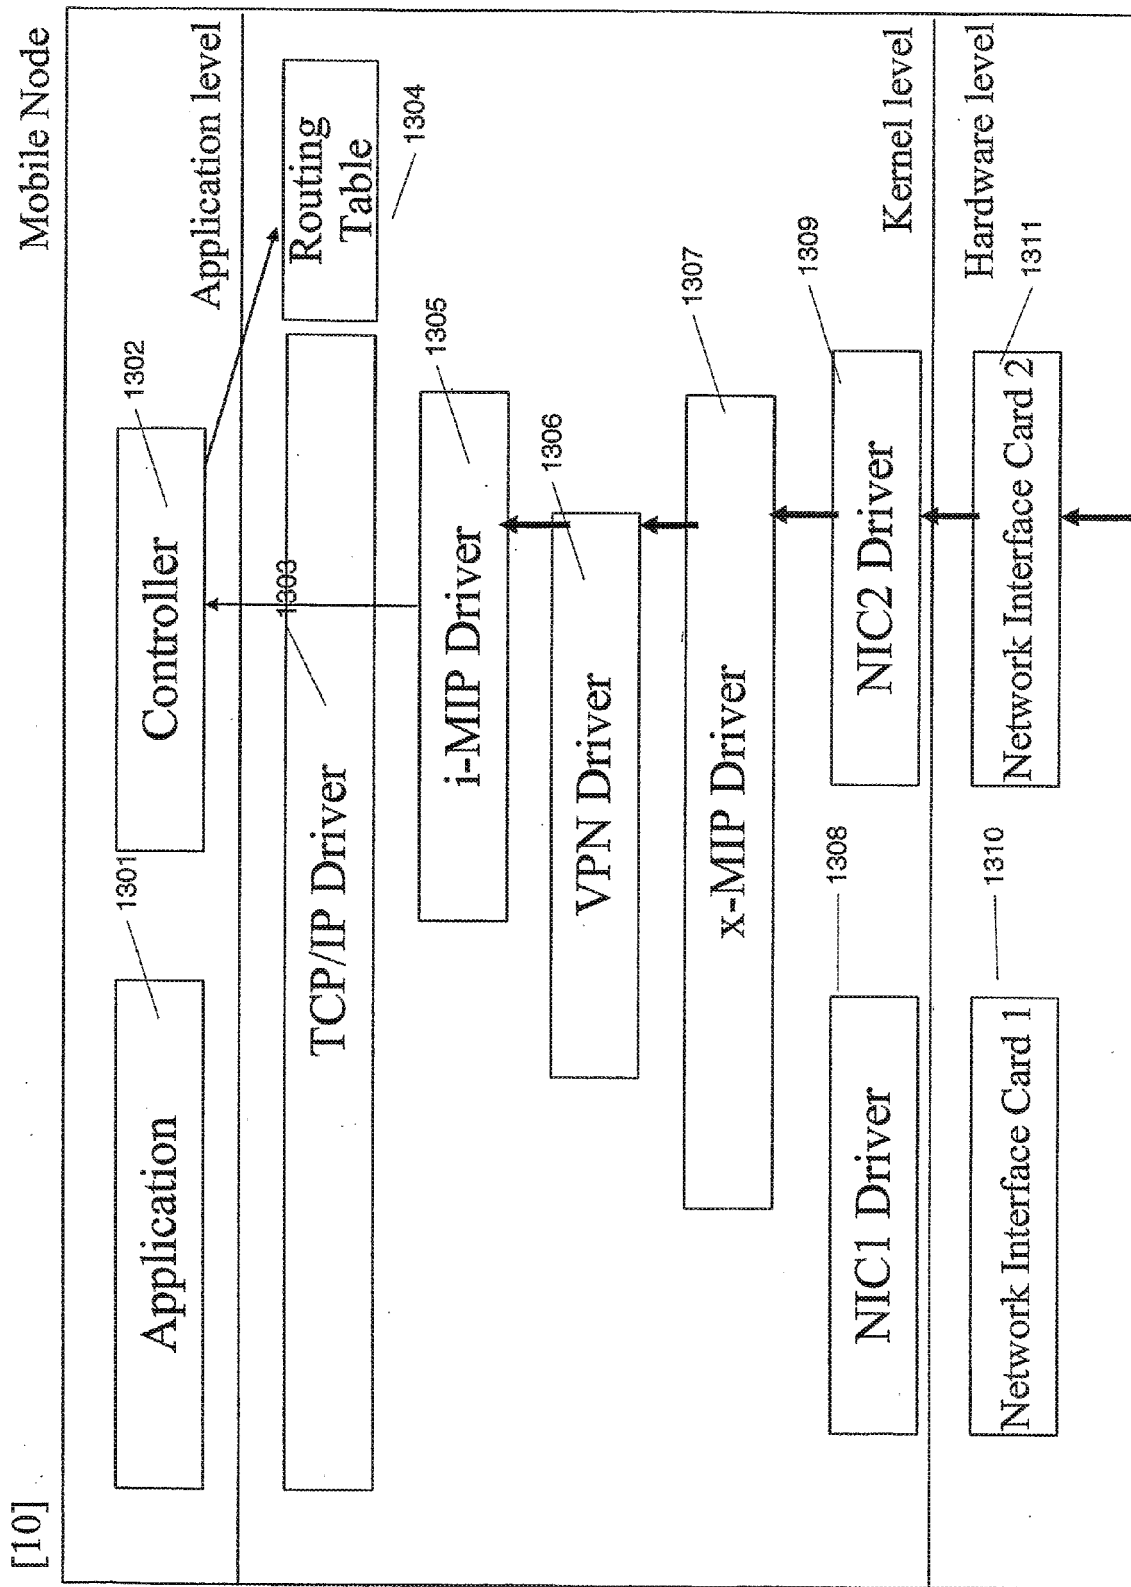 [10]
Mobile Node
Application
1301
Controller
1302
Application level
TCP/IP Driver
1303
Routing
Table
1304
i-MIP Driver
1305
VPN Driver
1306
x-MIP Driver
1307
NIC1 Driver
1308
NIC2 Driver
1309
Kernel level
Hardware level
Network Interface Card 1
1310
Network Interface Card 2
1311